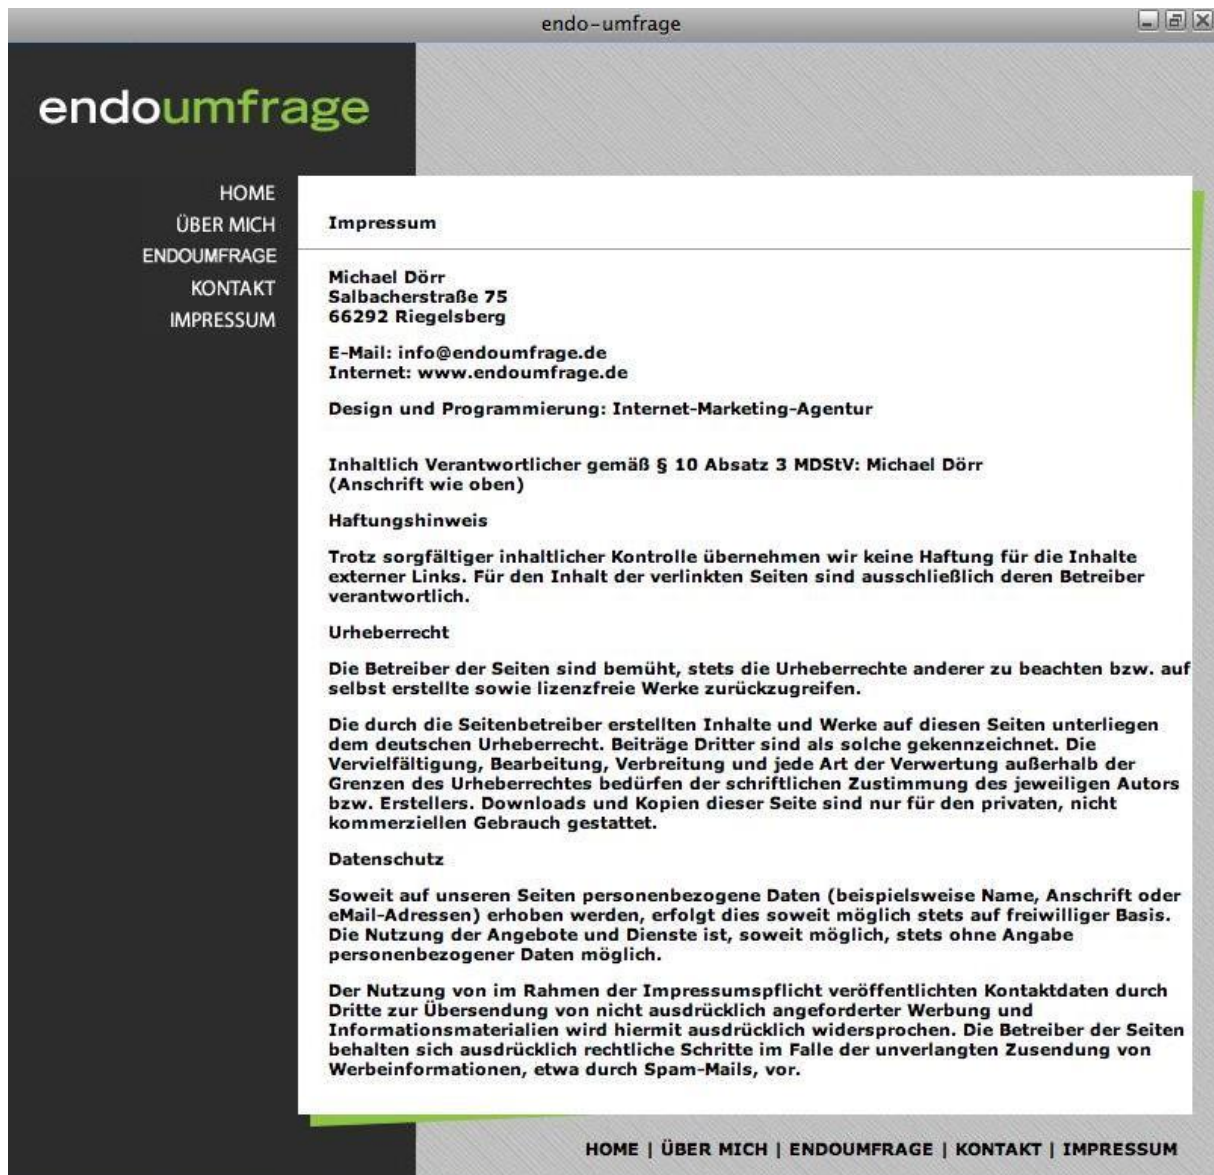 endo-umfrage
endoumfrage
HOME
ÜBER MICH
ENDOUMFRAGE
KONTAKT
IMPRESSUM
Impressum
Michael Dörr
Salbacherstraße 75
66292 Riegelsberg
E-Mail: info@endoumfrage.de
Internet: www.endoumfrage.de
Design und Programmierung: Internet-Marketing-Agentur
Inhaltlich Verantwortlicher gemäß § 10 Absatz 3 MDStV: Michael Dörr
(Anschrift wie oben)
Haftungshinweis
Trotz sorgfältiger inhaltlicher Kontrolle übernehmen wir keine Haftung für die Inhalte
externer Links. Für den Inhalt der verlinkten Seiten sind ausschließlich deren Betreiber
verantwortlich.
Urheberrecht
Die Betreiber der Seiten sind bemüht, stets die Urheberrechte anderer zu beachten bzw. auf
selbst erstellte sowie lizenzfreie Werke zurückzugreifen.
Die durch die Seitenbetreiber erstellten Inhalte und Werke auf diesen Seiten unterliegen
dem deutschen Urheberrecht. Beiträge Dritter sind als solche gekennzeichnet. Die
Vervielfältigung, Bearbeitung, Verbreitung und jede Art der Verwertung außerhalb der
Grenzen des Urheberrechtes bedürfen der schriftlichen Zustimmung des jeweiligen Autors
bzw. Erstellers. Downloads und Kopien dieser Seite sind nur für den privaten, nicht
kommerziellen Gebrauch gestattet.
Datenschutz
Soweit auf unseren Seiten personenbezogene Daten (beispielsweise Name, Anschrift oder
eMail-Adressen) erhoben werden, erfolgt dies soweit möglich stets auf freiwilliger Basis.
Die Nutzung der Angebote und Dienste ist, soweit möglich, stets ohne Angabe
personenbezogener Daten möglich.
Der Nutzung von im Rahmen der Impressumspflicht veröffentlichten Kontaktdaten durch
Dritte zur Übersendung von nicht ausdrücklich angeforderter Werbung und
Informationsmaterialien wird hiermit ausdrücklich widersprochen. Die Betreiber der Seiten
behalten sich ausdrücklich rechtliche Schritte im Falle der unverlangten Zusendung von
Werbeinformationen, etwa durch Spam-Mails, vor.
HOME | ÜBER MICH | ENDOUMFRAGE | KONTAKT | IMPRESSUM